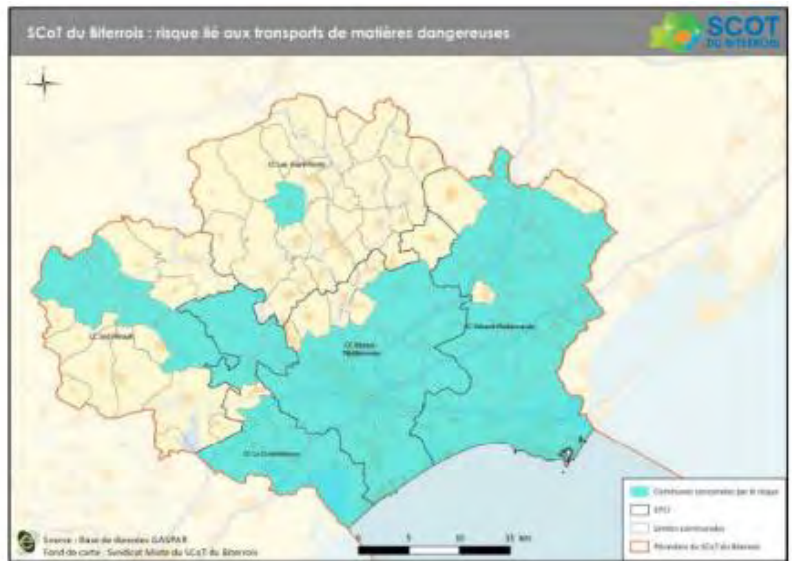 SCoT du Biterrois : risque lié aux transports de matières dangereuses
SCOT
DU BITERROIS
CC Les Avant-Monts
CC Sud-Hérault
CC Béziers-
Méditerranée
CC Hérault-Méditerranée
CC La Domitienne
0 5 10 15 km
Communes concernées par le risque
EPCI
Limites communales
Périmètre du SCoT du Biterrois
Source : Base de données GASPAR
Fond de carte : Syndicat Mixte du SCoT du Biterrois